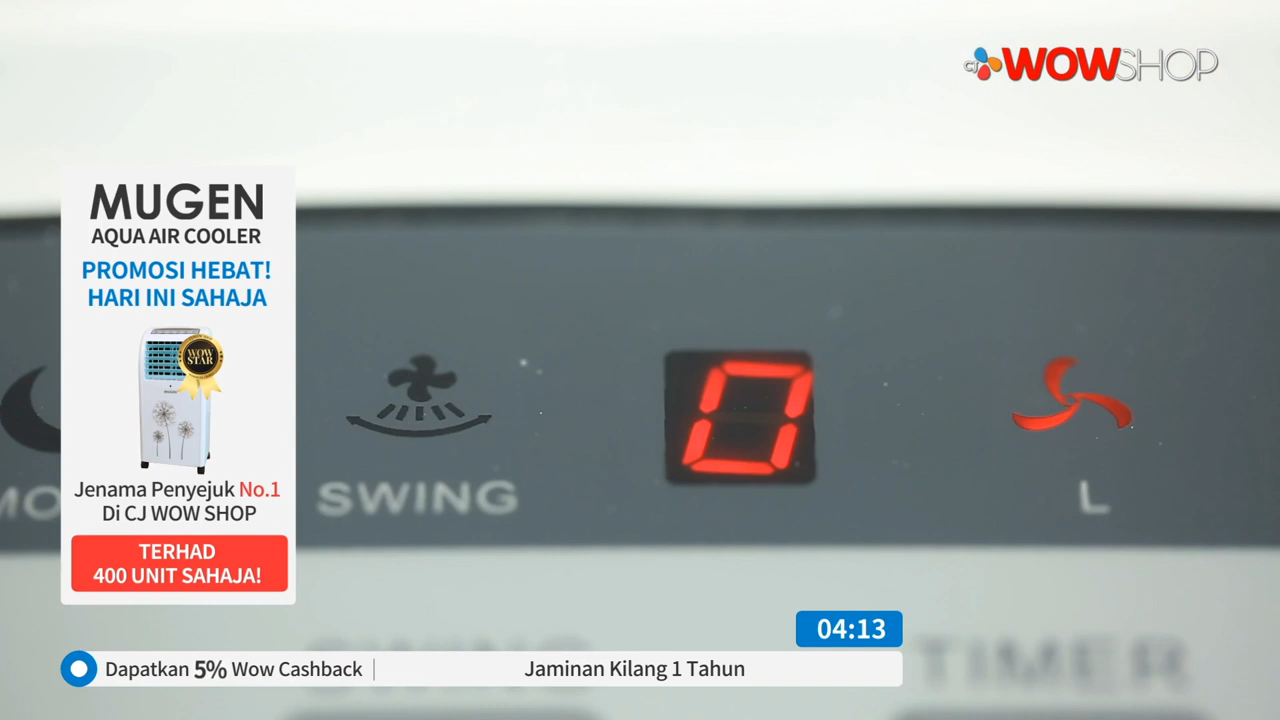 CJ WOWSHOP
MUGEN
AQUA AIR COOLER
PROMOSI HEBAT!
HARI INI SAHAJA
WOW
STAR
Jenama Penyejuk No.1
Di CJ WOW SHOP
TERHAD
400 UNIT SAHAJA!
MO
SWING
0
L
SWING
TIMER
04:13
Dapatkan 5% Wow Cashback
Jaminan Kilang 1 Tahun